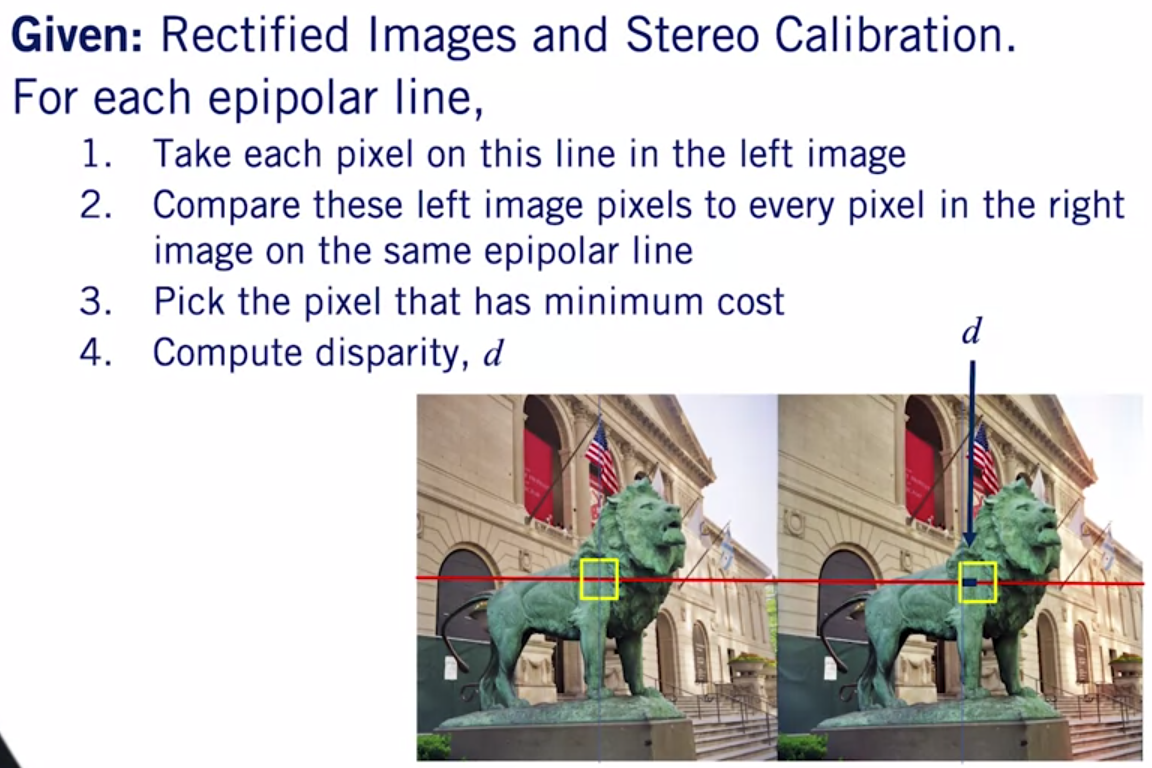 Given: Rectified Images and Stereo Calibration.
For each epipolar line,
1. Take each pixel on this line in the left image
2. Compare these left image pixels to every pixel in the right
image on the same epipolar line
3. Pick the pixel that has minimum cost
4. Compute disparity, d
d